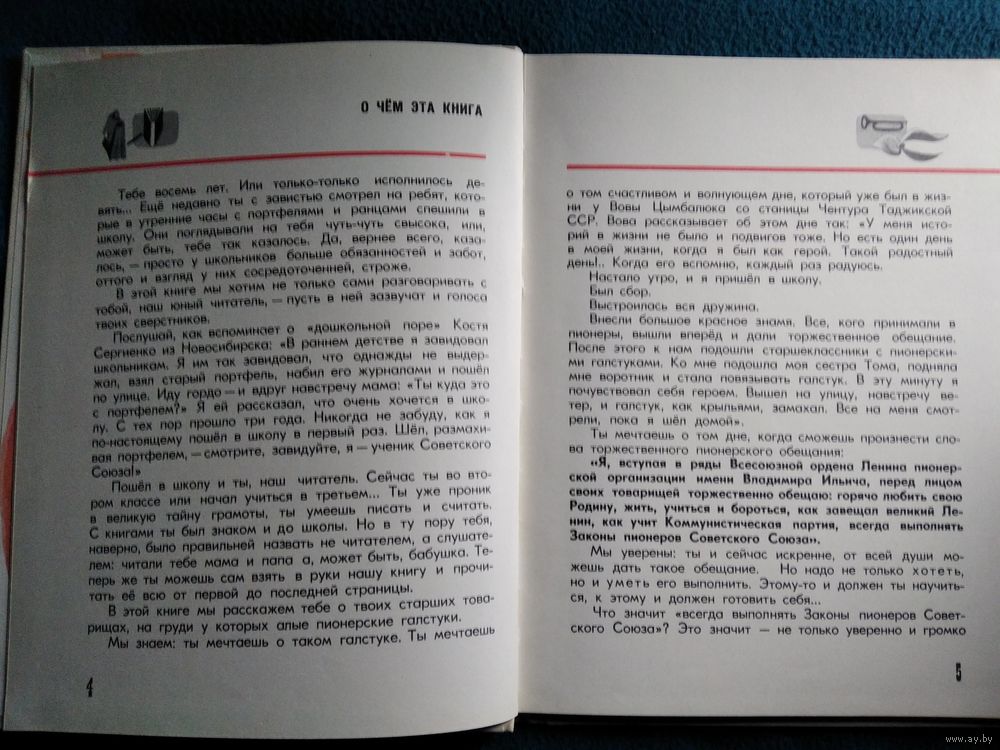 О ЧЁМ ЭТА КНИГА
Тебе восемь лет. Или только-только исполнилось де-
вять... Ещё недавно ты с завистью смотрел на ребят, кото-
рые в утренние часы с портфелями и ранцами спешили в
школу. Они поглядывали на тебя чуть-чуть свысока, или,
может быть, тебе так казалось. Да, вернее всего, каза-
лось, — просто у школьников больше обязанностей и забот,
оттого и взгляд у них сосредоточенней, строже.
В этой книге мы хотим не только сами разговаривать с
тобой, наш юный читатель, — пусть в ней зазвучат и голоса
твоих сверстников.
Послушай, как вспоминает о «дошкольной поре» Костя
Сергиенко из Новосибирска: «В раннем детстве я завидовал
школьникам. Я им так завидовал, что однажды не выдер-
жал, взял старый портфель, набил его журналами и пошёл
по улице. Иду гордо — и вдруг навстречу мама: «Ты куда это
с портфелем?» Я ей рассказал, что очень хочется в шко-
лу. С тех пор прошло три года. Никогда не забуду, как я
по-настоящему пошёл в школу в первый раз. Шёл, размахи-
вая портфелем, — смотрите, завидуйте, я — ученик Советского
Союза!»
Пошёл в школу и ты, наш читатель. Сейчас ты во вто-
ром классе или начал учиться в третьем... Ты уже проник
в великую тайну грамоты, ты умеешь писать и считать.
С книгами ты был знаком и до школы. Но в ту пору тебя,
наверно, было правильней назвать не читателем, а слушате-
лем: читали тебе мама и папа а, может быть, бабушка. Те-
перь же ты можешь сам взять в руки нашу книгу и прочи-
тать её всю от первой до последней страницы.
В этой книге мы расскажем тебе о твоих старших това-
рищах, на груди у которых алые пионерские галстуки.
Мы знаем: ты мечтаешь о таком галстуке. Ты мечтаешь
4
о том счастливом и волнующем дне, который уже был в жиз-
ни у Вовы Цымбалюка со станицы Чентура Таджикской
ССР. Вова рассказывает об этом дне так: «У меня исто-
рий в жизни не было и подвигов тоже. Но есть один день
в моей жизни, когда я был как герой. Такой радостный
день!.. Когда его вспомню, каждый раз радуюсь.
Настало утро, и я пришёл в школу.
Был сбор.
Выстроилась вся дружина.
Внесли большое красное знамя. Все, кого принимали в
пионеры, вышли вперёд и дали торжественное обещание.
После этого к нам подошли старшеклассники с пионерски-
ми галстуками. Ко мне подошла моя сестра Тома, подняла
мне воротник и стала повязывать галстук. В эту минуту я
почувствовал себя героем. Вышел на улицу, навстречу ве-
тер, и галстук, как крыльями, замахал. Все на меня смот-
рели, пока я шёл домой».
Ты мечтаешь о том дне, когда сможешь произнести сло-
ва торжественного пионерского обещания:
«Я, вступая в ряды Всесоюзной ордена Ленина пионер-
ской организации имени Владимира Ильича, перед лицом
своих товарищей торжественно обещаю: горячо любить свою
Родину, жить, учиться и бороться, как завещал великий Ле-
нин, как учит Коммунистическая партия, всегда выполнять
Законы пионеров Советского Союза».
Мы уверены: ты и сейчас искренне, от всей души мо-
жешь дать такое обещание. Но надо не только хотеть,
но и уметь его выполнить. Этому-то и должен ты научить-
ся, к этому и должен готовить себя...
Что значит «всегда выполнять Законы пионеров Совет-
ского Союза»? Это значит — не только уверенно и громко
5
www.ay.by